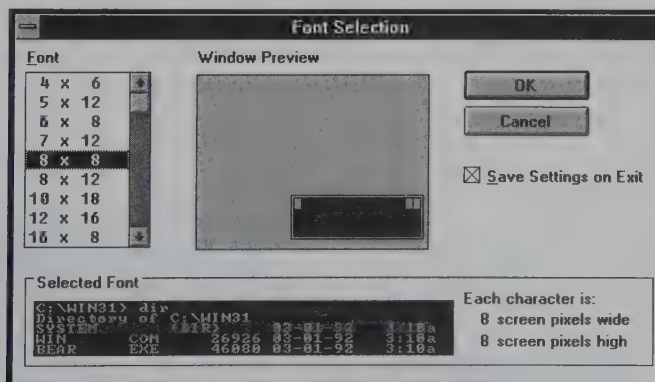 Font Selection
Font
4 x 6
5 x 12
6 x 8
7 x 12
8 x 8
8 x 12
10 x 18
12 x 16
16 x 8
Window Preview
OK
Cancel
Save Settings on Exit
Selected Font
C:\WIN31> dir
Directory of C:\WIN31
SYSTEM <DIR> 03-01-92 3:10a
WIN COM 26926 03-01-92 3:10a
BEAR EXE 46080 03-01-92 3:10a
Each character is:
8 screen pixels wide
8 screen pixels high